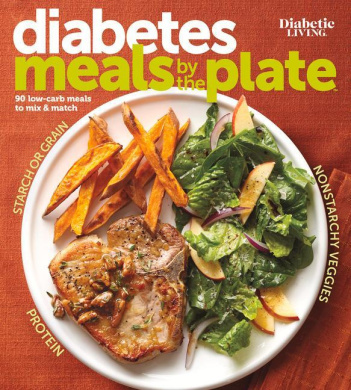 diabetes
Diabetic
LIVING
meals by the plate
90 low-carb meals
to mix & match
STARCH OR GRAIN
NONSTARCHY VEGGIES
PROTEIN